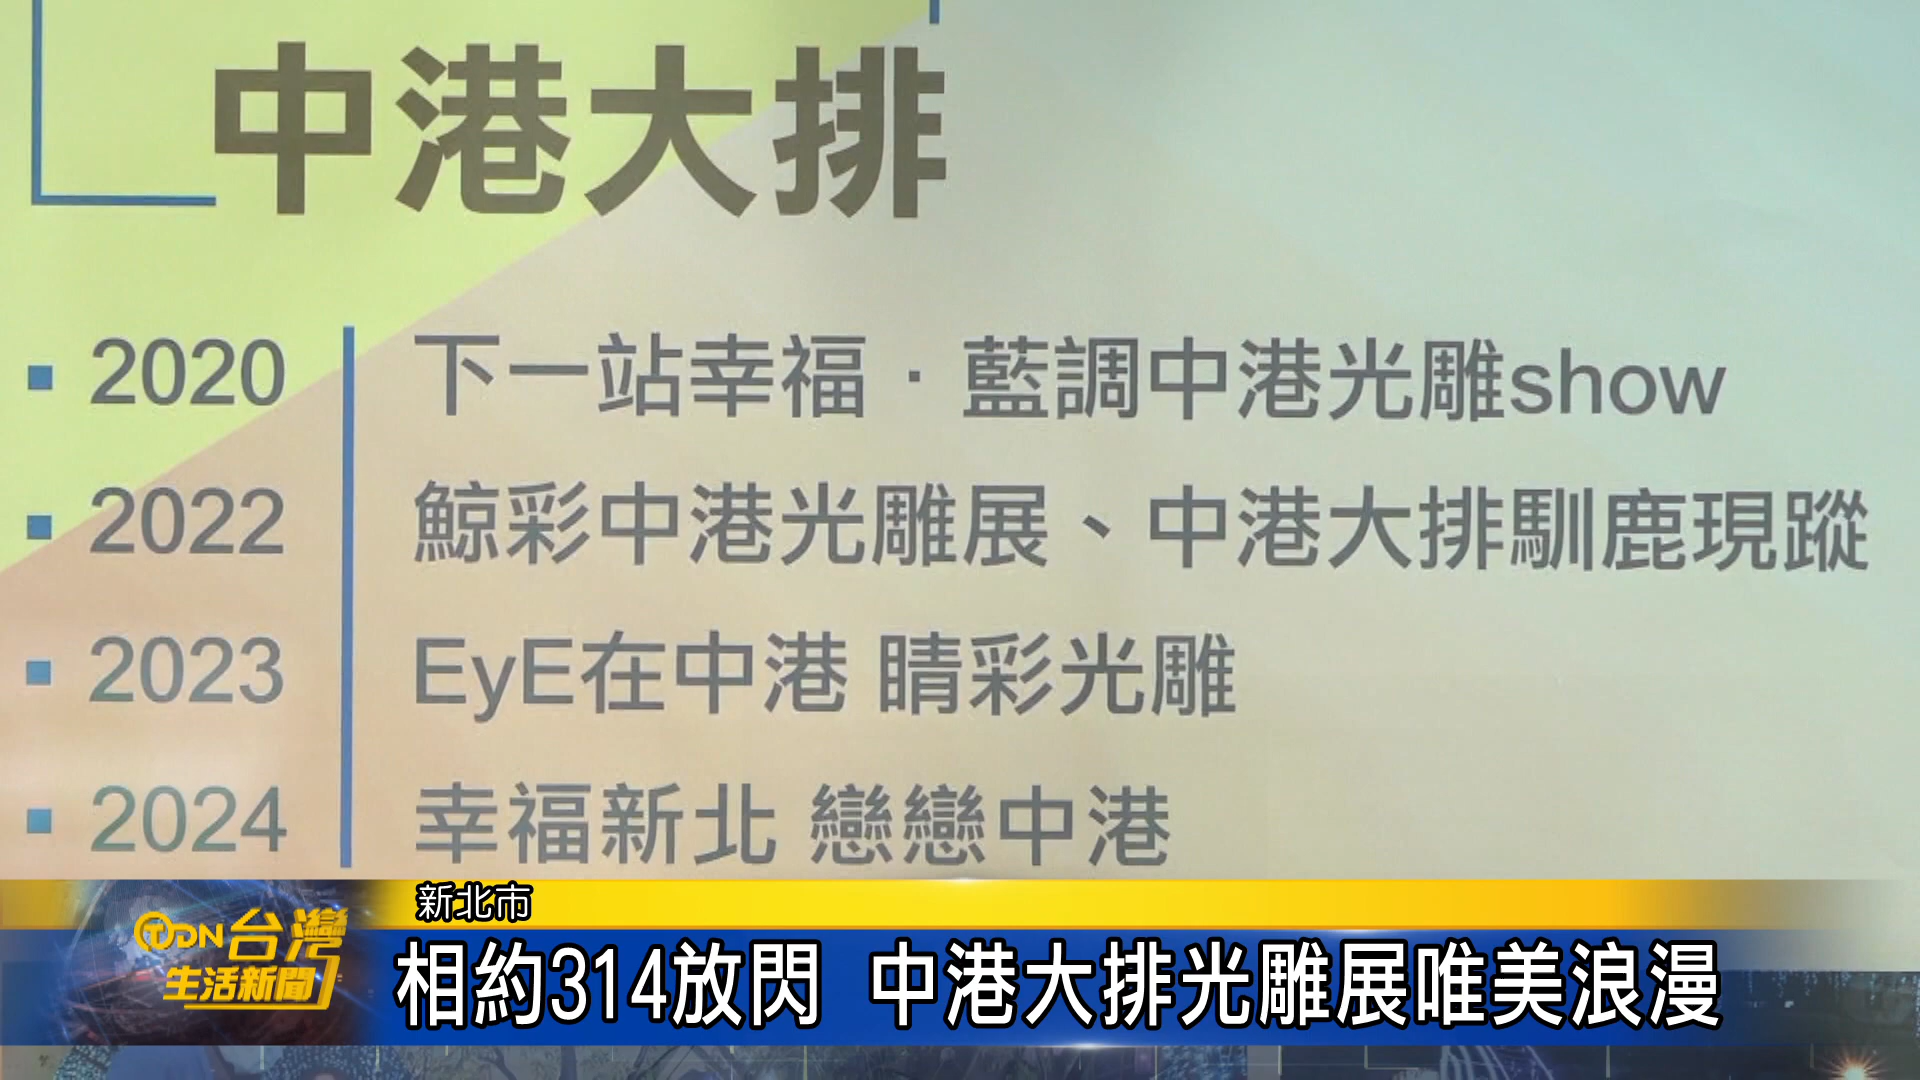 中港大排
2020 下一站幸福・藍調中港光雕show
2022 鯨彩中港光雕展、中港大排馴鹿現蹤
2023 EyE在中港 睛彩光雕
2024 幸福新北 戀戀中港
新北市
TDN 台灣
生活新聞
相約314放閃 中港大排光雕展唯美浪漫